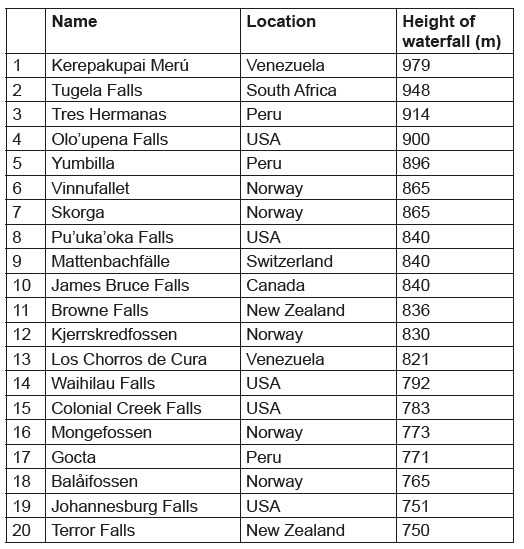 Name Location Height of
waterfall (m)
1 Kerepakupai Merú Venezuela 979
2 Tugela Falls South Africa 948
3 Tres Hermanas Peru 914
4 Olo’upena Falls USA 900
5 Yumbilla Peru 896
6 Vinnufallet Norway 865
7 Skorga Norway 865
8 Pu’uka’oka Falls USA 840
9 Mattenbachfälle Switzerland 840
10 James Bruce Falls Canada 840
11 Browne Falls New Zealand 836
12 Kjerrskredfossen Norway 830
13 Los Chorros de Cura Venezuela 821
14 Waihilau Falls USA 792
15 Colonial Creek Falls USA 783
16 Mongefossen Norway 773
17 Gocta Peru 771
18 Balåifossen Norway 765
19 Johannesburg Falls USA 751
20 Terror Falls New Zealand 750